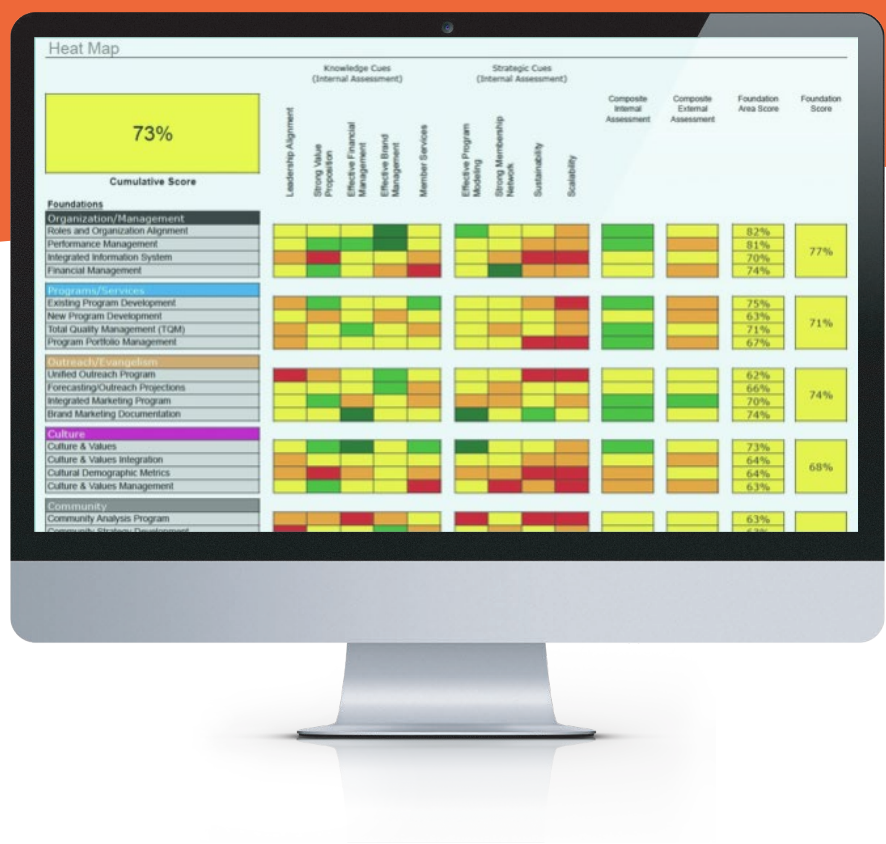 Heat Map
Knowledge Cues
(Internal Assessment)
Strategic Cues
(Internal Assessment)
Composite
Internal
Assessment
Composite
External
Assessment
Foundation
Area Score
Foundation
Score
73%
Cumulative Score
Leadership Alignment
Strong Value
Proposition
Effective Financial
Management
Effective Brand
Management
Member Services
Effective Program
Modeling
Strong Membership
Network
Sustainability
Scalability
Foundations
Organization/Management
Roles and Organization Alignment 82%
Performance Management 81%
Integrated Information System 70%
Financial Management 74%
77%
Programs/Services
Existing Program Development 75%
New Program Development 63%
Total Quality Management (TQM) 71%
Program Portfolio Management 67%
71%
Outreach/Evangelism
Unified Outreach Program 62%
Forecasting/Outreach Projections 66%
Integrated Marketing Program 70%
Brand Marketing Documentation 74%
74%
Culture
Culture & Values 73%
Culture & Values Integration 64%
Cultural Demographic Metrics 64%
Culture & Values Management 63%
68%
Community
Community Analysis Program 63%
Community Strategy Development